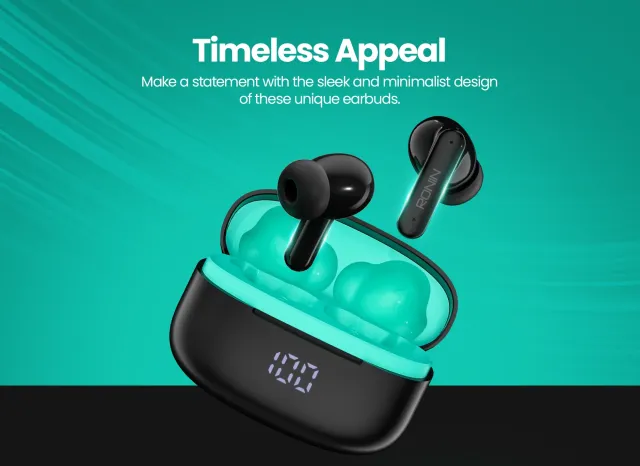 Timeless Appeal
Make a statement with the sleek and minimalist design
of these unique earbuds.
RONIN
100